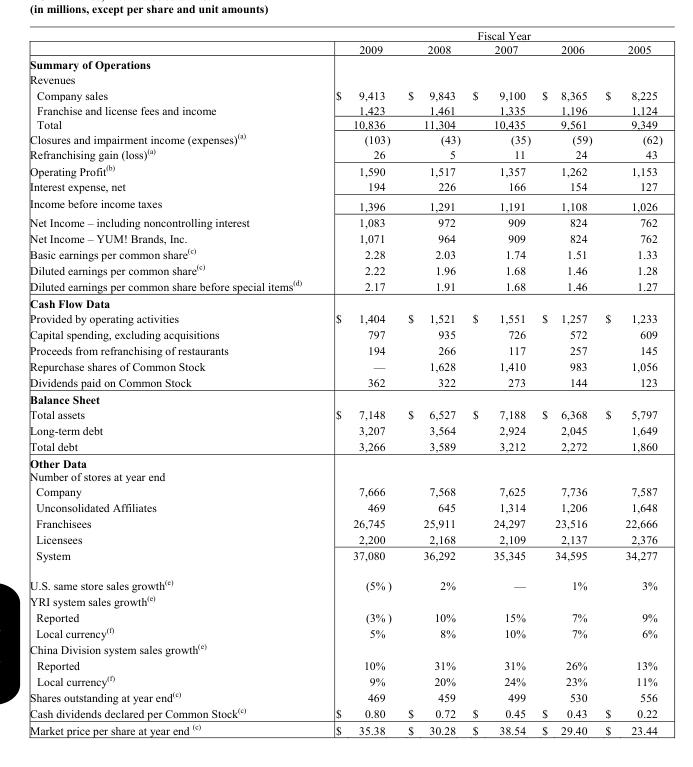 (in millions, except per share and unit amounts)
Fiscal Year
2009 2008 2007 2006 2005
Summary of Operations
Revenues
Company sales $ 9,413 $ 9,843 $ 9,100 $ 8,365 $ 8,225
Franchise and license fees and income 1,423 1,461 1,335 1,196 1,124
Total 10,836 11,304 10,435 9,561 9,349
Closures and impairment income (expenses)(a) (103) (43) (35) (59) (62)
Refranchising gain (loss)(a) 26 5 11 24 43
Operating Profit(b) 1,590 1,517 1,357 1,262 1,153
Interest expense, net 194 226 166 154 127
Income before income taxes 1,396 1,291 1,191 1,108 1,026
Net Income – including noncontrolling interest 1,083 972 909 824 762
Net Income – YUM! Brands, Inc. 1,071 964 909 824 762
Basic earnings per common share(c) 2.28 2.03 1.74 1.51 1.33
Diluted earnings per common share(c) 2.22 1.96 1.68 1.46 1.28
Diluted earnings per common share before special items(d) 2.17 1.91 1.68 1.46 1.27
Cash Flow Data
Provided by operating activities $ 1,404 $ 1,521 $ 1,551 $ 1,257 $ 1,233
Capital spending, excluding acquisitions 797 935 726 572 609
Proceeds from refranchising of restaurants 194 266 117 257 145
Repurchase shares of Common Stock — 1,628 1,410 983 1,056
Dividends paid on Common Stock 362 322 273 144 123
Balance Sheet
Total assets $ 7,148 $ 6,527 $ 7,188 $ 6,368 $ 5,797
Long-term debt 3,207 3,564 2,924 2,045 1,649
Total debt 3,266 3,589 3,212 2,272 1,860
Other Data
Number of stores at year end
Company 7,666 7,568 7,625 7,736 7,587
Unconsolidated Affiliates 469 645 1,314 1,206 1,648
Franchisees 26,745 25,911 24,297 23,516 22,666
Licensees 2,200 2,168 2,109 2,137 2,376
System 37,080 36,292 35,345 34,595 34,277
U.S. same store sales growth(e) (5% ) 2% — 1% 3%
YRI system sales growth(e)
Reported (3% ) 10% 15% 7% 9%
Local currency(f) 5% 8% 10% 7% 6%
China Division system sales growth(e)
Reported 10% 31% 31% 26% 13%
Local currency(f) 9% 20% 24% 23% 11%
Shares outstanding at year end(c) 469 459 499 530 556
Cash dividends declared per Common Stock(c) $ 0.80 $ 0.72 $ 0.45 $ 0.43 $ 0.22
Market price per share at year end (c) $ 35.38 $ 30.28 $ 38.54 $ 29.40 $ 23.44